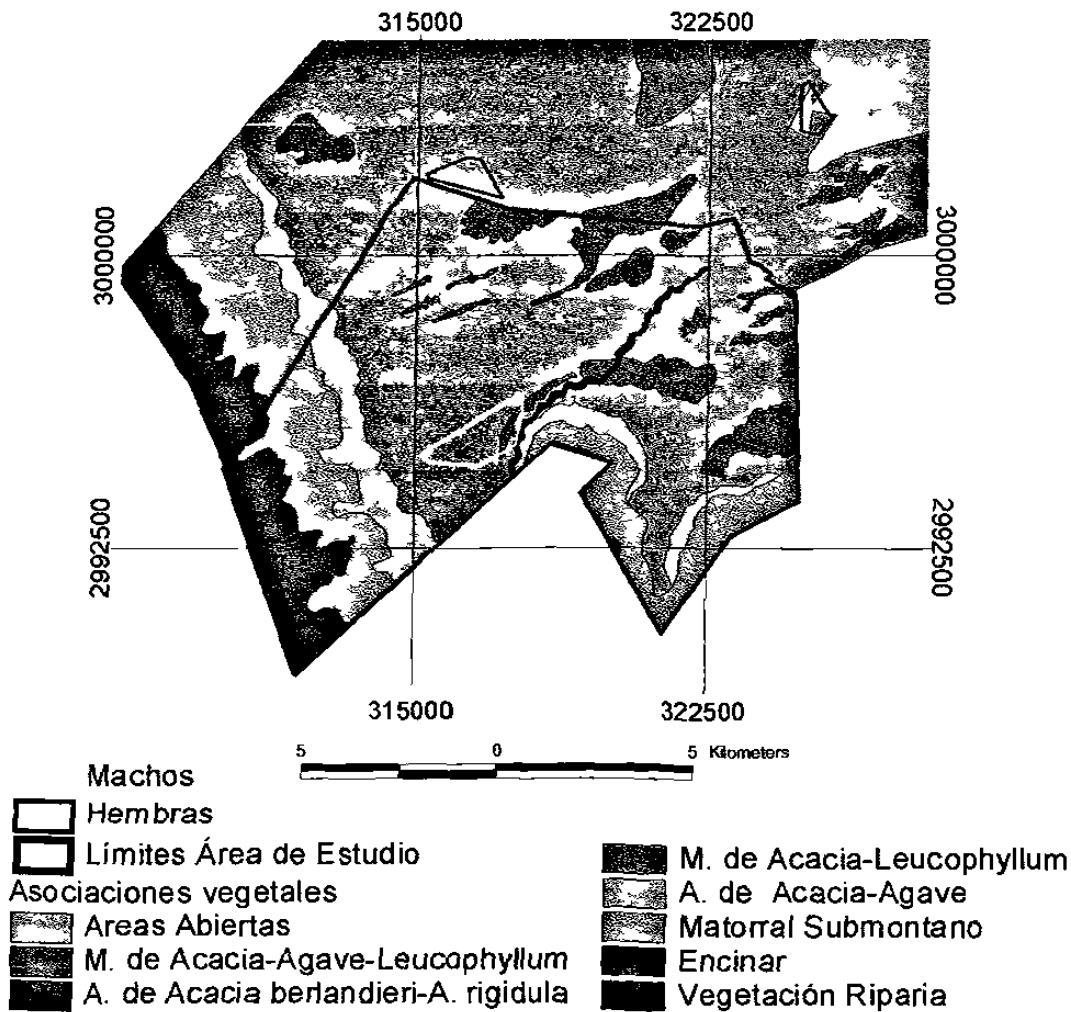 315000 322500
3000000 3000000
2992500 2992500
315000 322500
5 0 5 Kilometers
Machos
Hembras
Límites Área de Estudio
Asociaciones vegetales
Areas Abiertas
M. de Acacia-Agave-Leucophyllum
A. de Acacia berlandieri-A. rigidula
M. de Acacia-Leucophyllum
A. de Acacia-Agave
Matorral Submontano
Encinar
Vegetación Riparia